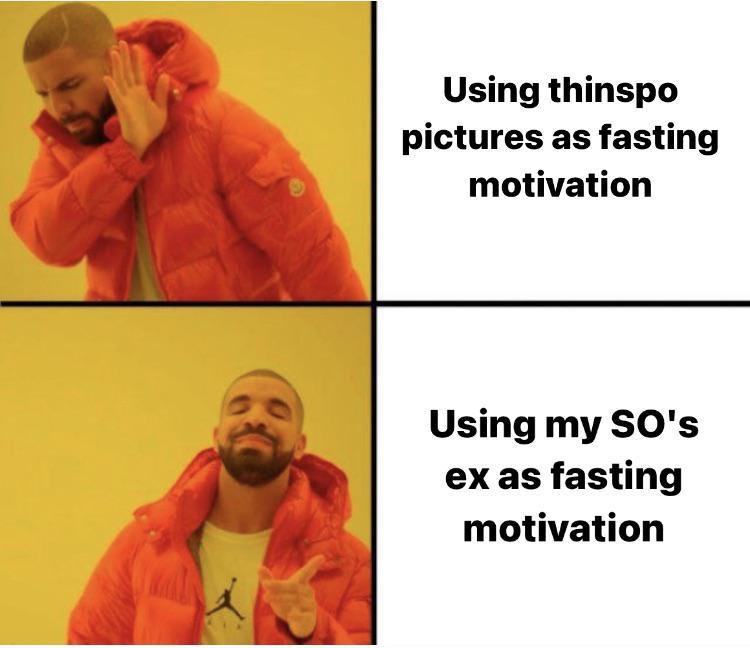 Using thinspo
pictures as fasting
motivation
Using my SO's
ex as fasting
motivation